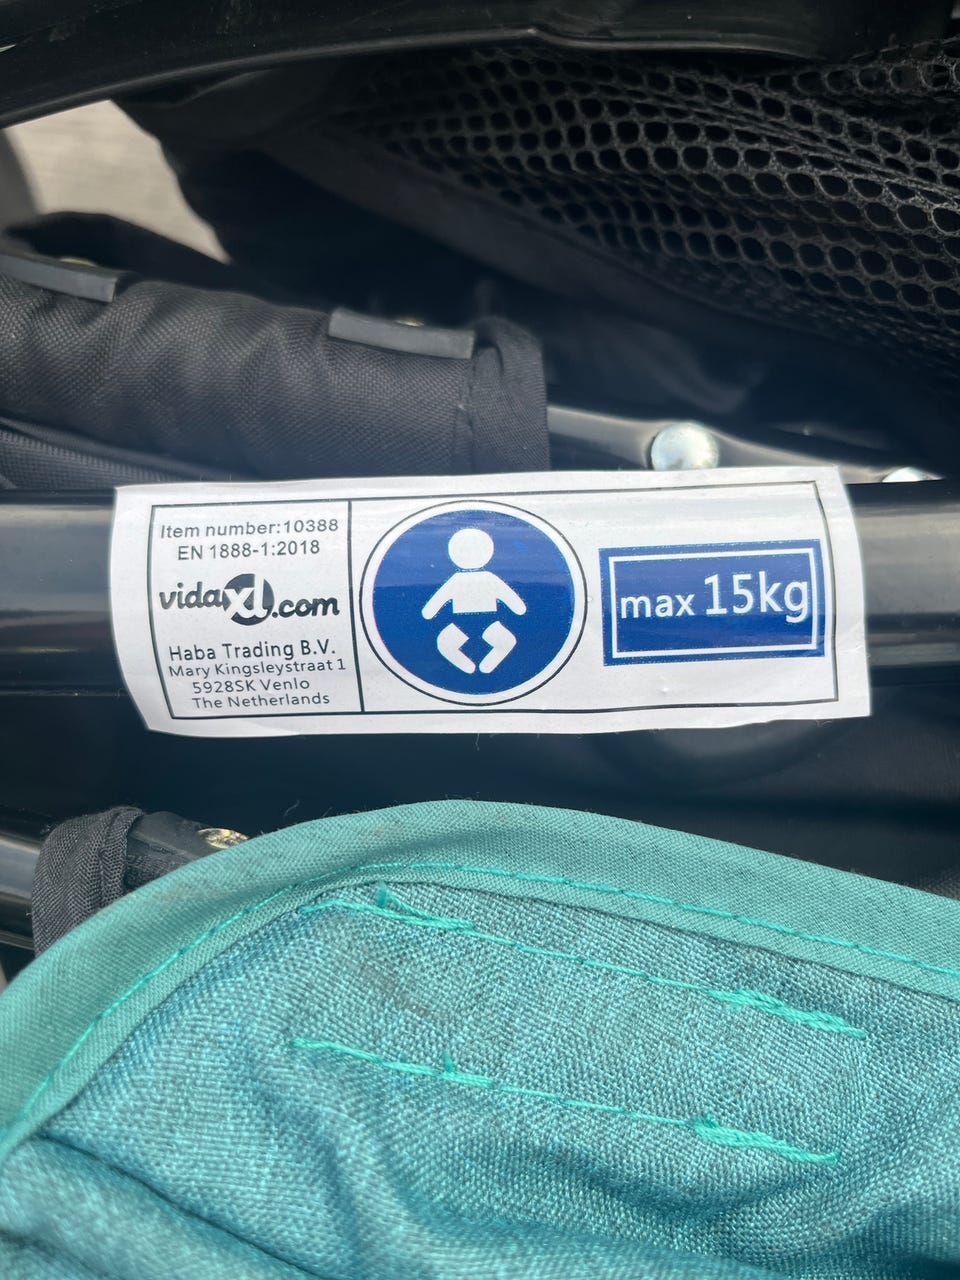 Item number:10388
EN 1888-1:2018
vidaXL.com
Haba Trading B.V.
Mary Kingsleystraat 1
5928SK Venlo
The Netherlands
max 15kg